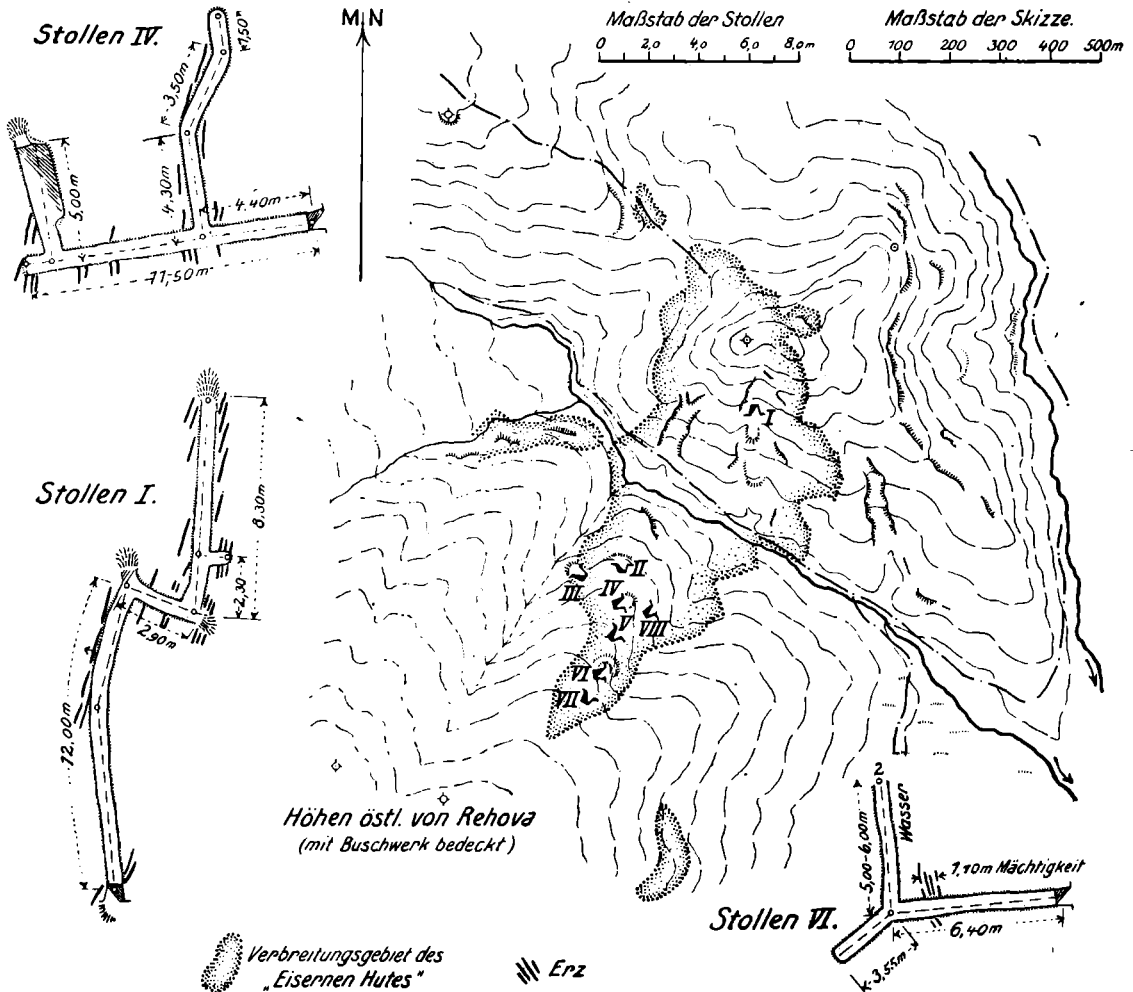 Stollen IV.
1,50
3,50m
5,00m
4,30m
4.40m
11,50m
MN
Maßstab der Stollen
0 2,0 4,0 6,0 8,0m
Maßstab der Skizze.
0 100 200 300 400 500m
Stollen I.
8,30m
2,30
2,90m
12.00m
I
II
III
IV
V
VIII
VI
VII
Höhen östl. von Rehova
(mit Buschwerk bedeckt)
2
Wasser
5,00-6,00m
1,10m Mächtigkeit
6,40m
3,55m
Stollen VI.
Verbreitungsgebiet des
„Eisernen Hutes"
Erz